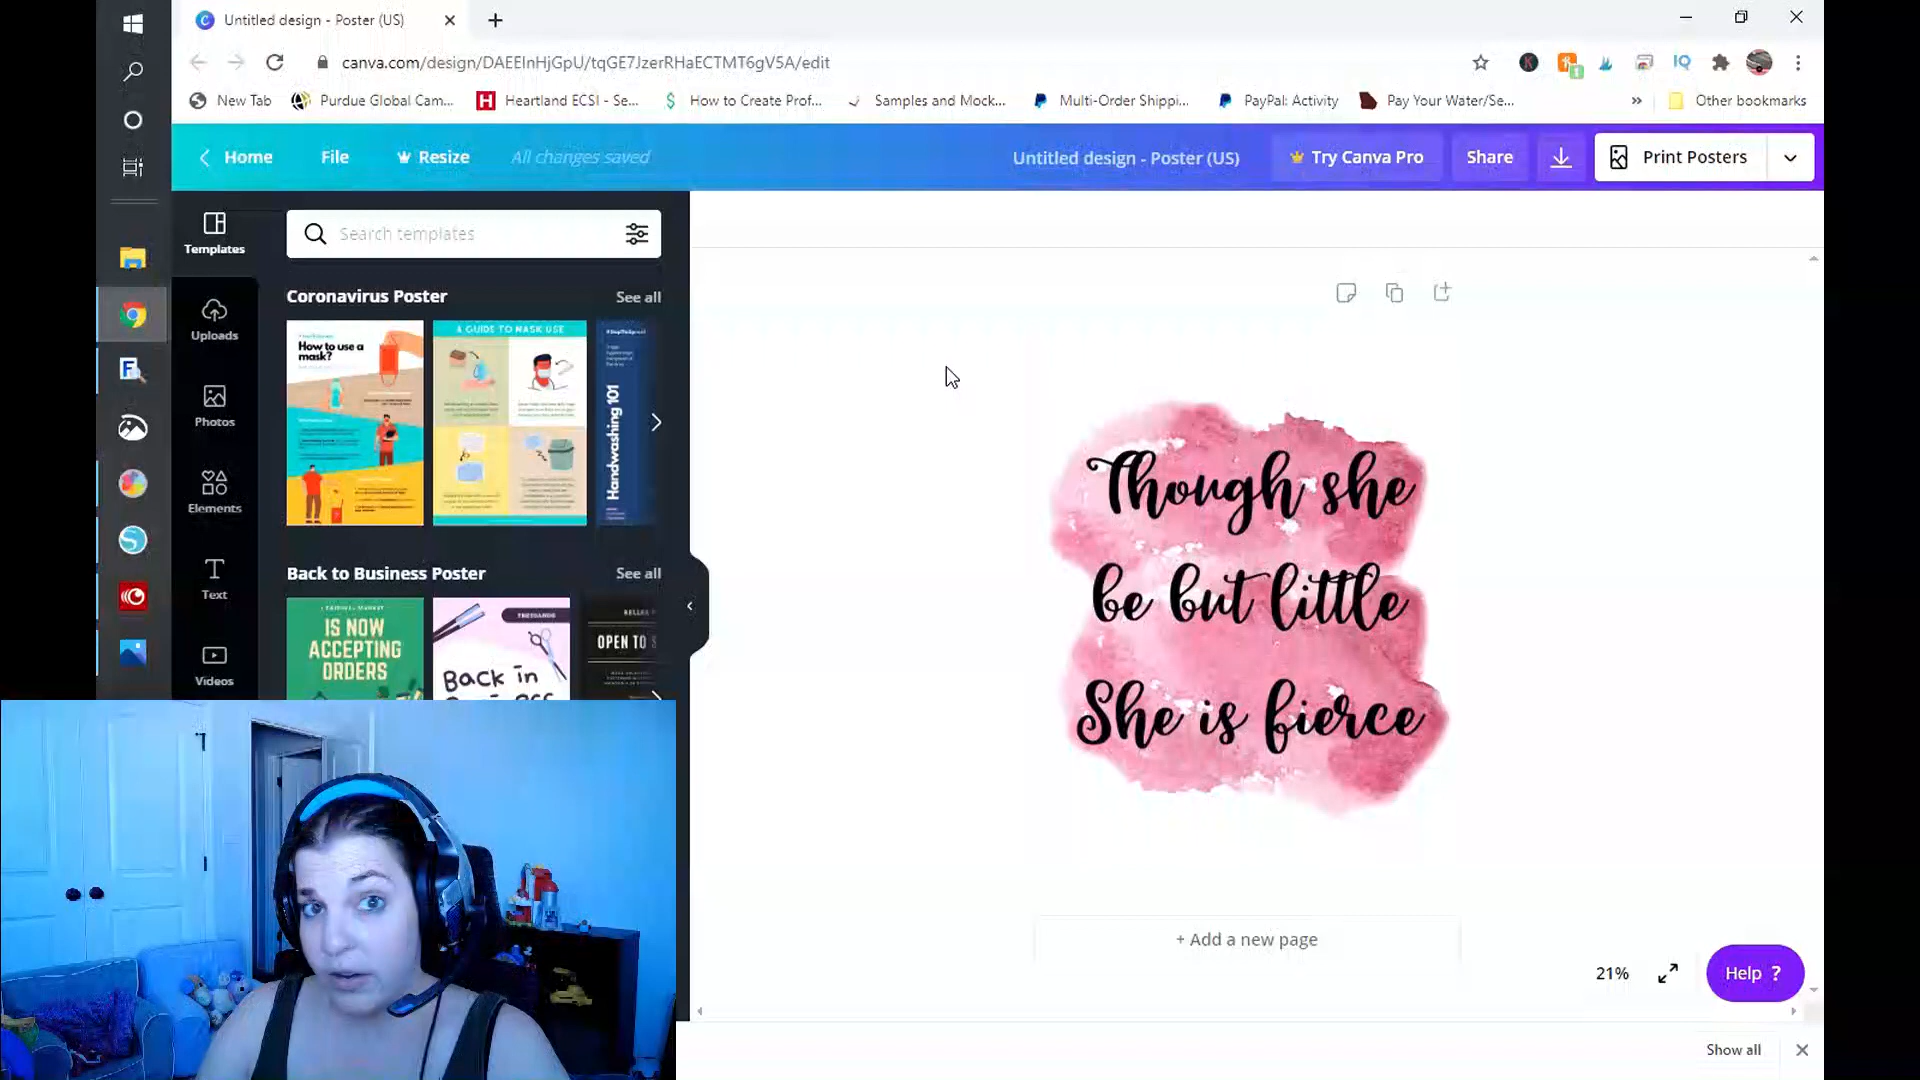 Untitled design - Poster (US)
canva.com/design/DAEElnHjGpU/tqGE7JzerRHaECTMT6gV5A/edit
New Tab
Purdue Global Cam...
Heartland ECSI - Se...
How to Create Prof...
Samples and Mock...
Multi-Order Shippi...
PayPal: Activity
Pay Your Water/Se...
Other bookmarks
Home
File
Resize
All changes saved
Untitled design - Poster (US)
Try Canva Pro
Share
Print Posters
Templates
Uploads
Photos
Elements
Text
Videos
Search templates
Coronavirus Poster
See all
How to use a
mask?
A GUIDE TO MASK USE
Handwashing 101
Back to Business Poster
See all
IS NOW
ACCEPTING
ORDERS
Back in
OPEN TO
Though she
be but little
She is fierce
+ Add a new page
21%
Help ?
Show all